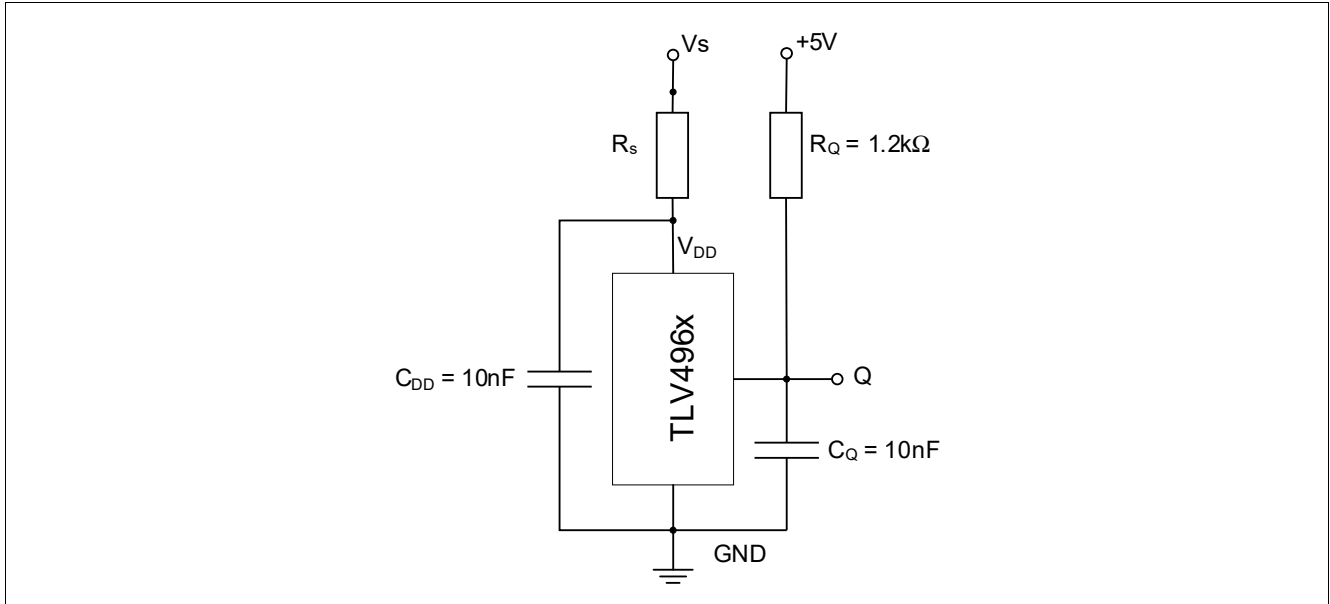 Vs
+5V
Rs
RQ = 1.2kΩ
VDD
TLV496x
CDD = 10nF
Q
CQ = 10nF
GND